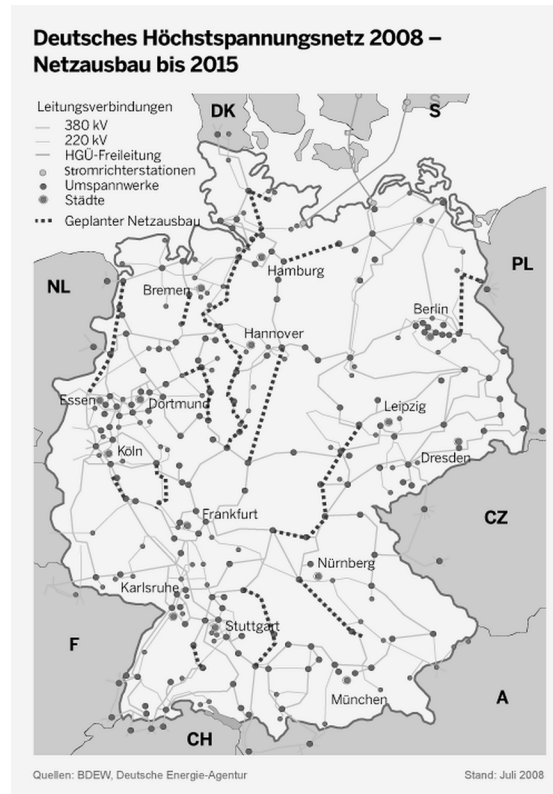 Deutsches Höchstspannungsnetz 2008 –
Netzausbau bis 2015
Leitungsverbindungen
380 kV
220 kV
HGÜ-Freileitung
Stromrichterstationen
Umspannwerke
Städte
Geplanter Netzausbau
DK
S
NL
PL
Hamburg
Bremen
Berlin
Hannover
Essen
Dortmund
Leipzig
Köln
Dresden
Frankfurt
CZ
Nürnberg
Karlsruhe
Stuttgart
F
München
A
CH
Quellen: BDEW, Deutsche Energie-Agentur
Stand: Juli 2008